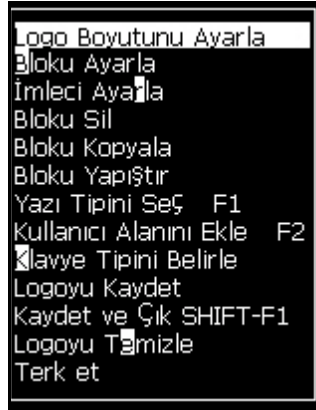 Logo Boyutunu Ayarla
Bloku Ayarla
İmleci Ayarla
Bloku Sil
Bloku Kopyala
Bloku Yapıştır
Yazı Tipini Seç F1
Kullanıcı Alanını Ekle F2
Klavye Tipini Belirle
Logoyu Kaydet
Kaydet ve Çık SHIFT-F1
Logoyu Temizle
Terk et